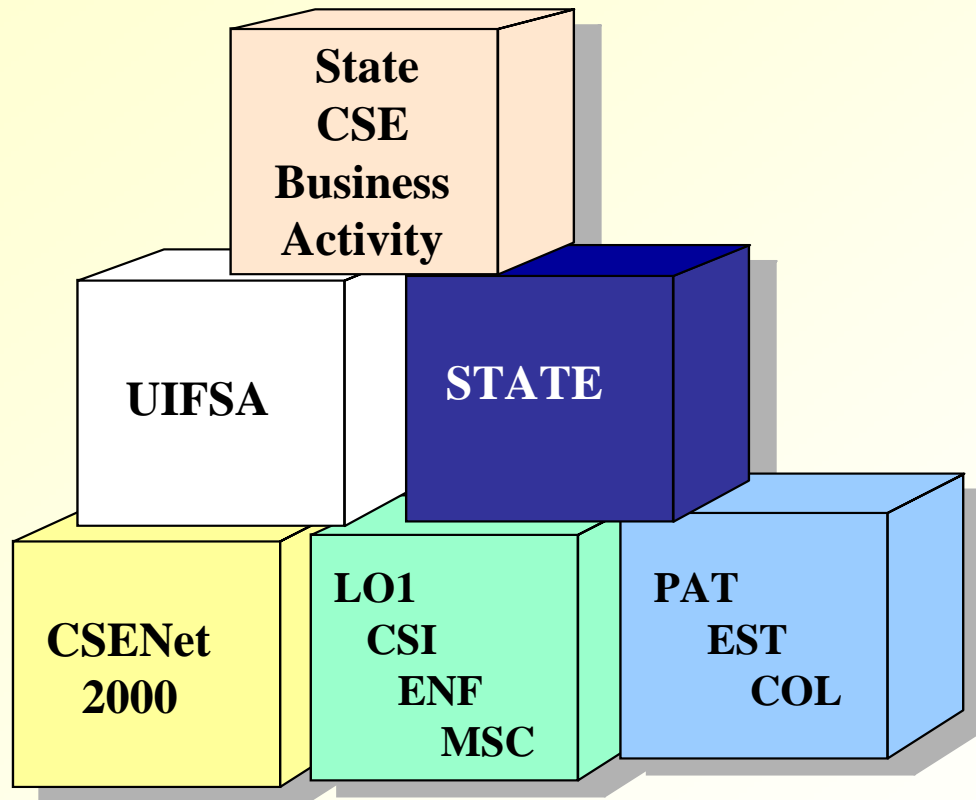 State
CSE
Business
Activity
UIFSA
STATE
CSENet
2000
LO1
CSI
ENF
MSC
PAT
EST
COL